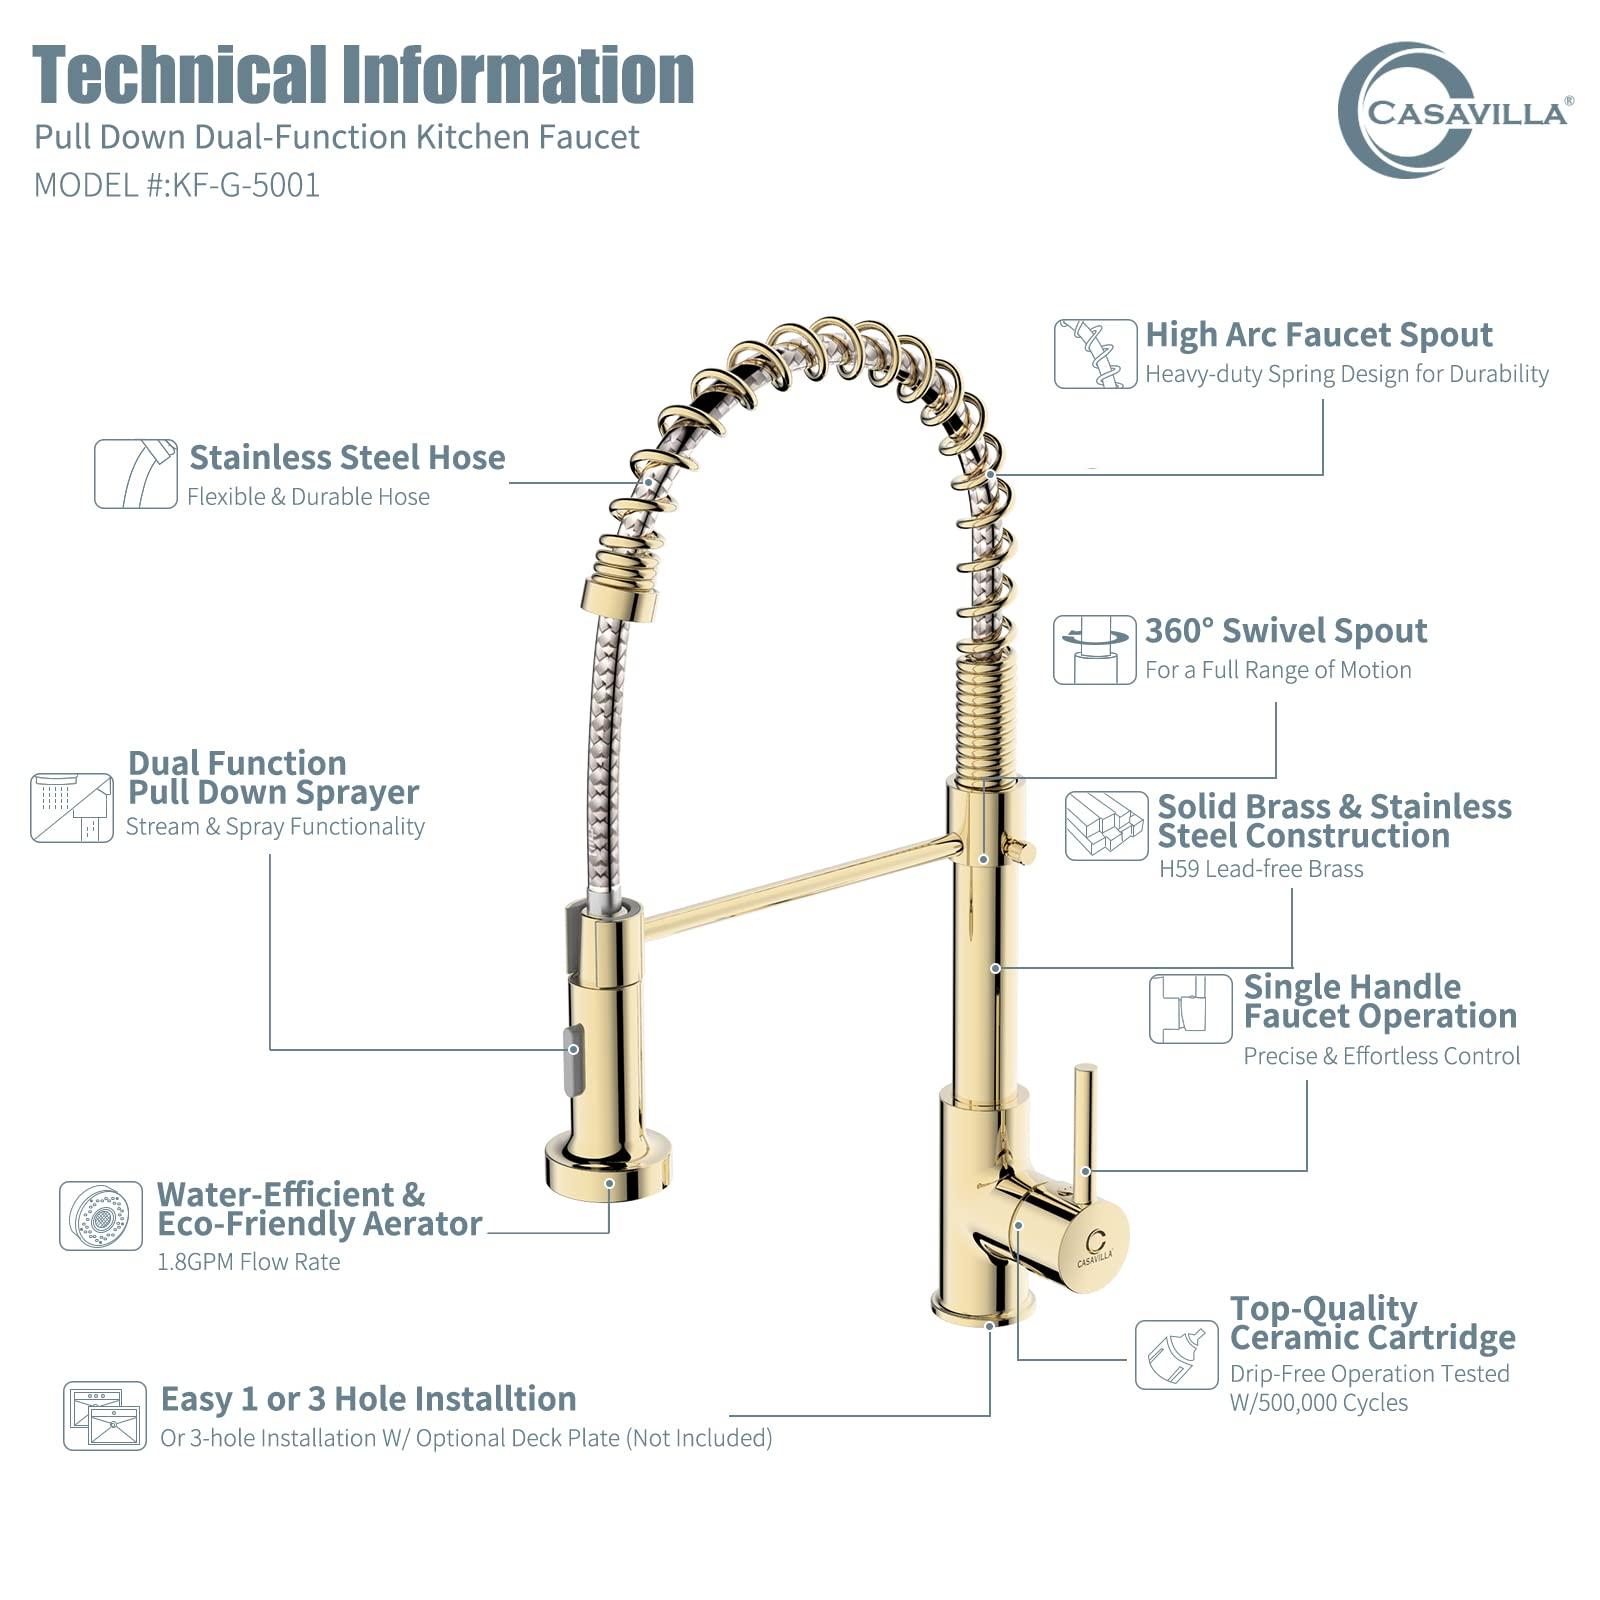 Technical Information
Pull Down Dual-Function Kitchen Faucet
MODEL #:KF-G-5001
CASAVILLA®
High Arc Faucet Spout
Heavy-duty Spring Design for Durability
Stainless Steel Hose
Flexible & Durable Hose
360° Swivel Spout
For a Full Range of Motion
Dual Function
Pull Down Sprayer
Stream & Spray Functionality
Solid Brass & Stainless
Steel Construction
H59 Lead-free Brass
Single Handle
Faucet Operation
Precise & Effortless Control
Water-Efficient &
Eco-Friendly Aerator
1.8GPM Flow Rate
CASAVILLA
Top-Quality
Ceramic Cartridge
Drip-Free Operation Tested
W/500,000 Cycles
Easy 1 or 3 Hole Installtion
Or 3-hole Installation W/ Optional Deck Plate (Not Included)